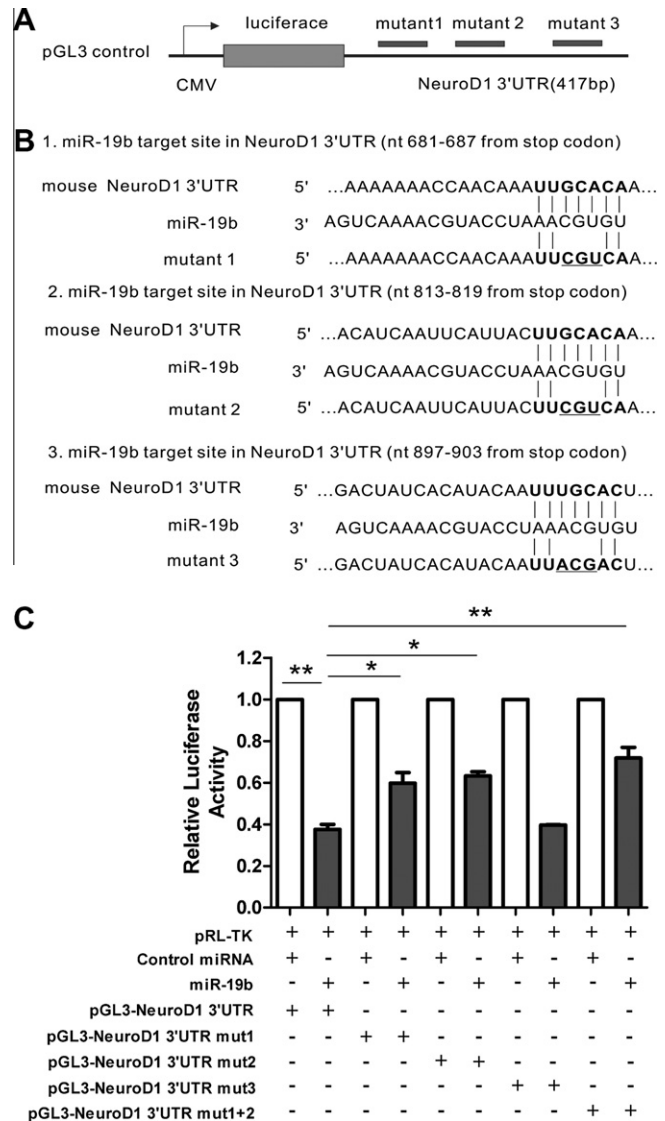 A
luciferace mutant1 mutant 2 mutant 3
pGL3 control
CMV NeuroD1 3'UTR(417bp)
B 1. miR-19b target site in NeuroD1 3'UTR (nt 681-687 from stop codon)
mouse NeuroD1 3'UTR 5' ...AAAAAAACCAACAAAUUGCACAA...
miR-19b 3' AGUCAAAACGUACCUAAACGUGU
mutant 1 5' ...AAAAAAACCAACAAAUUCGUCAA...
2. miR-19b target site in NeuroD1 3'UTR (nt 813-819 from stop codon)
mouse NeuroD1 3'UTR 5' ...ACAUCAAUUCAUUACUUGCACAA...
miR-19b 3' AGUCAAAACGUACCUAAACGUGU
mutant 2 5' ...ACAUCAAUUCAUUACUUCGUCAA...
3. miR-19b target site in NeuroD1 3'UTR (nt 897-903 from stop codon)
mouse NeuroD1 3'UTR 5' ...GACUAUCACAUACAAUUUGCACU...
miR-19b 3' AGUCAAAACGUACCUAAACGUGU
mutant 3 5' ...GACUAUCACAUACAAUUACGACU...
C
**
*
** *
1.2
1.0
0.8
0.6
0.4
0.2
0.0
Relative Luciferase
Activity
pRL-TK + + + + + + + + + +
Control miRNA + - + - + - + - + -
miR-19b - + - + - + - + - +
pGL3-NeuroD1 3'UTR + + - - - - - - - -
pGL3-NeuroD1 3'UTR mut1 - - + + - - - - - -
pGL3-NeuroD1 3'UTR mut2 - - - - + + - - - -
pGL3-NeuroD1 3'UTR mut3 - - - - - - + + - -
pGL3-NeuroD1 3'UTR mut1+2 - - - - - - - - + +